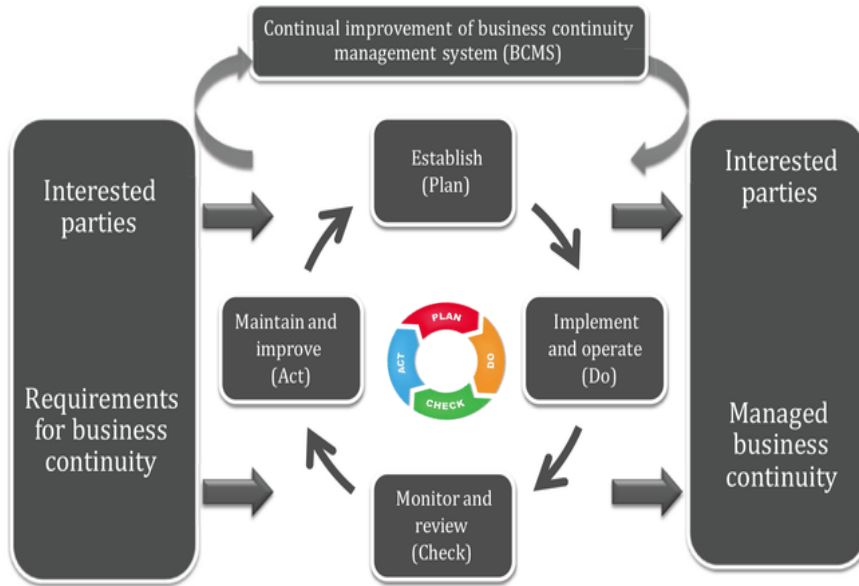 Continual improvement of business continuity
management system (BCMS)
Interested
parties
Requirements
for business
continuity
Establish
(Plan)
Maintain and
improve
(Act)
PLAN
DO
CHECK
ACT
Implement
and operate
(Do)
Monitor and
review
(Check)
Interested
parties
Managed
business
continuity